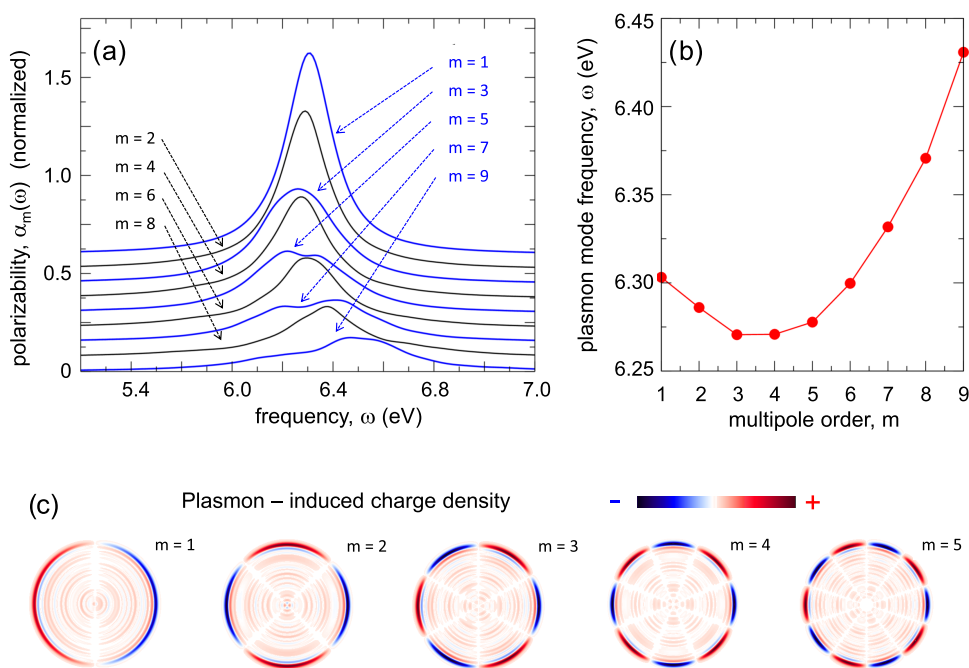 (a)
polarizability, αm(ω) (normalized)
1.5
1.0
0.5
0
m = 1
m = 3
m = 5
m = 7
m = 9
m = 2
m = 4
m = 6
m = 8
5.4
6.0
6.4
6.8
7.0
frequency, ω (eV)
(b)
plasmon mode frequency, ω (eV)
6.45
6.40
6.35
6.30
6.25
1 2 3 4 5 6 7 8 9
multipole order, m
(c)
Plasmon – induced charge density
- +
m = 1
m = 2
m = 3
m = 4
m = 5